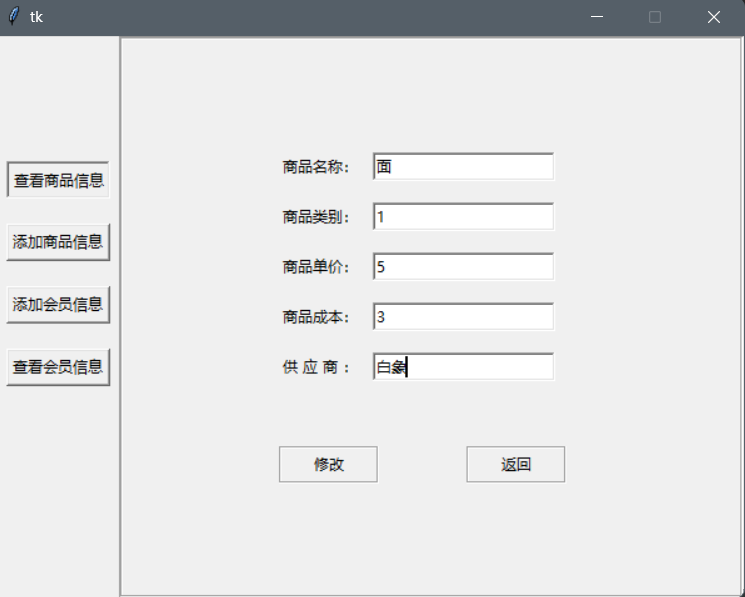 tk
查看商品信息
添加商品信息
添加会员信息
查看会员信息
商品名称： 面
商品类别： 1
商品单价： 5
商品成本： 3
供 应 商 ： 白象
修改
返回